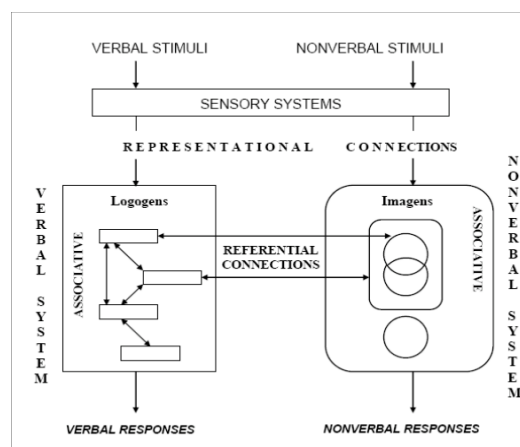 VERBAL STIMULI
NONVERBAL STIMULI
SENSORY SYSTEMS
REPRESENTATIONAL CONNECTIONS
VERBAL SYSTEM
Logogens
ASSOCIATIVE
REFERENTIAL
CONNECTIONS
Imagens
ASSOCIATIVE
NONVERBAL SYSTEM
VERBAL RESPONSES
NONVERBAL RESPONSES